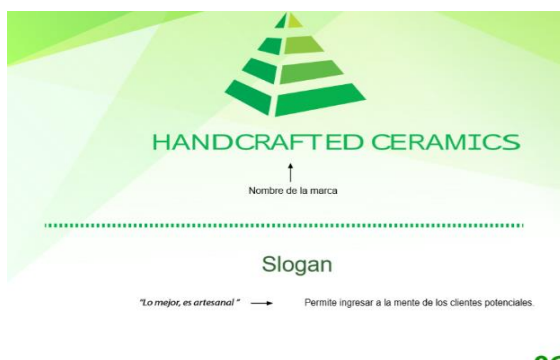 HANDCRAFTED CERAMICS
Nombre de la marca
Slogan
"Lo mejor, es artesanal " Permite ingresar a la mente de los clientes potenciales.